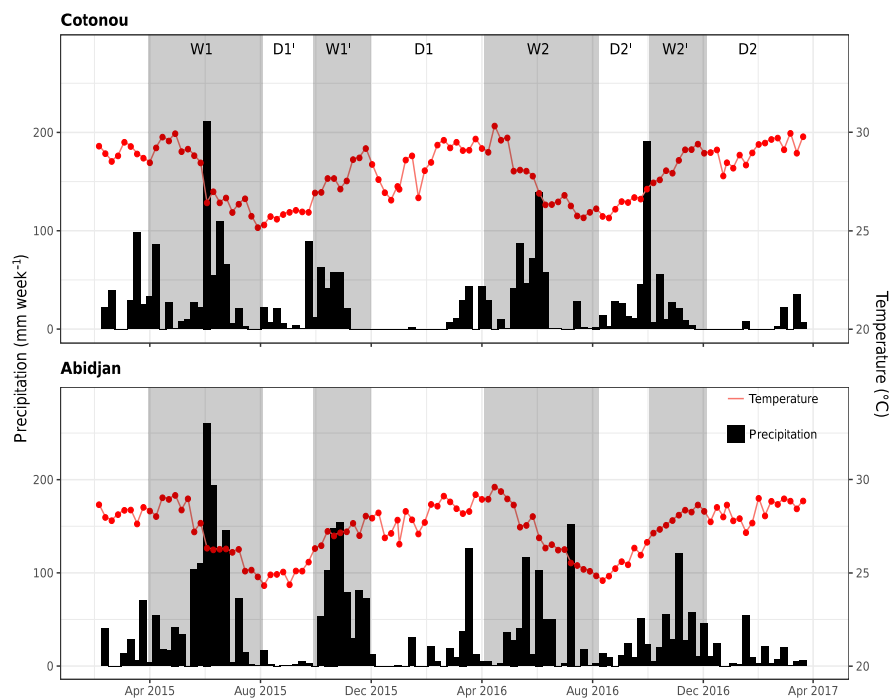 Cotonou
W1 D1' W1' D1 W2 D2' W2' D2
200
100
0
30
25
20
Precipitation (mm week⁻¹)
Temperature (°C)
Abidjan
Temperature
Precipitation
200
100
0
30
25
20
Apr 2015 Aug 2015 Dec 2015 Apr 2016 Aug 2016 Dec 2016 Apr 2017